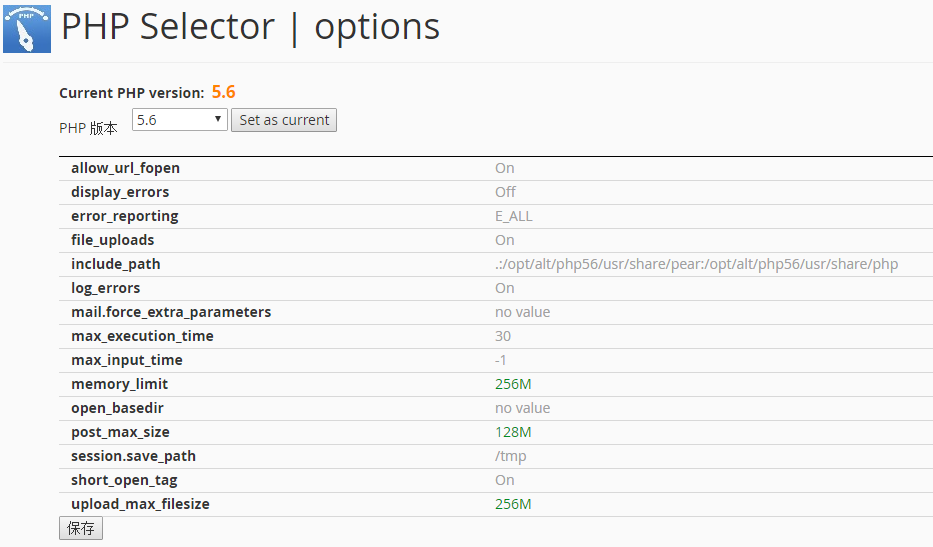 PHP
PHP Selector | options
Current PHP version: 5.6
PHP 版本 5.6 Set as current
allow_url_fopen On
display_errors Off
error_reporting E_ALL
file_uploads On
include_path .:/opt/alt/php56/usr/share/pear:/opt/alt/php56/usr/share/php
log_errors On
mail.force_extra_parameters no value
max_execution_time 30
max_input_time -1
memory_limit 256M
open_basedir no value
post_max_size 128M
session.save_path /tmp
short_open_tag On
upload_max_filesize 256M
保存